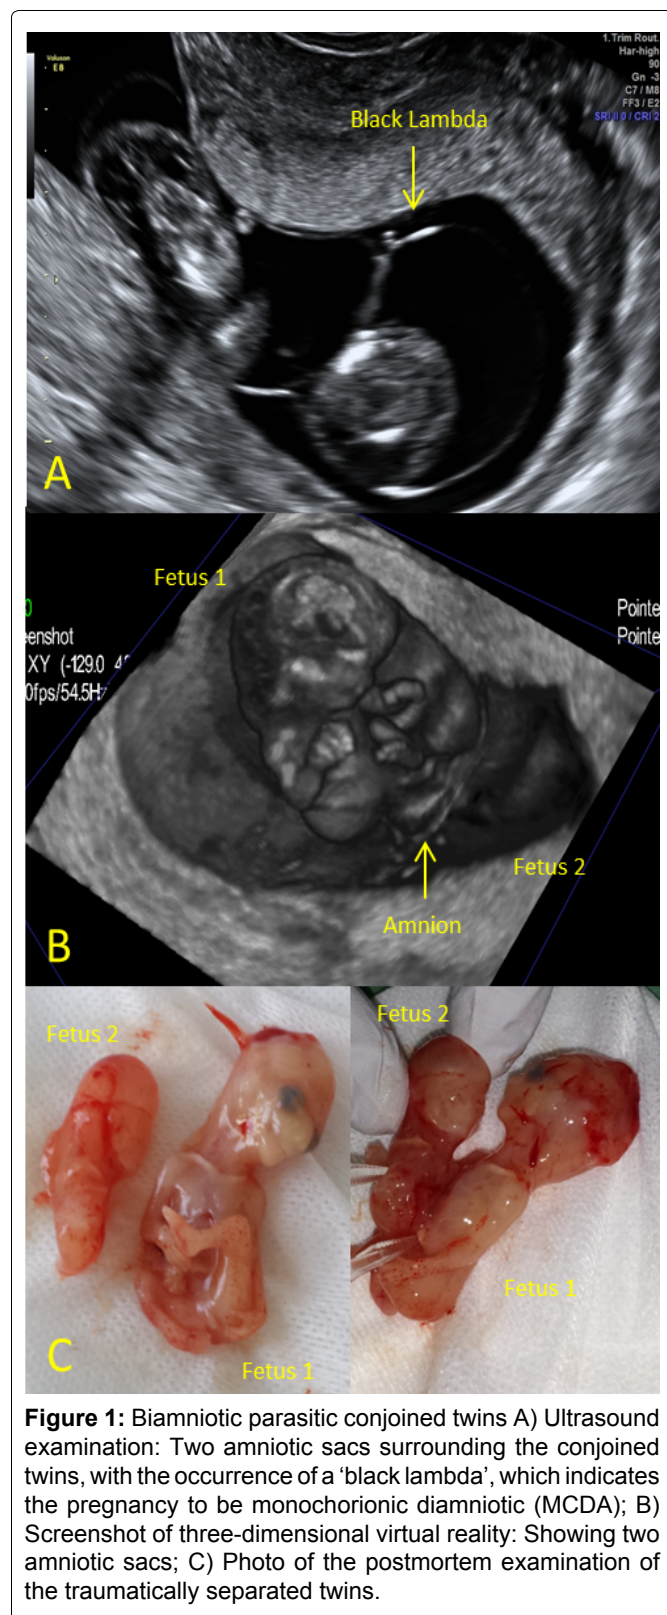 Voluson
E8
1.Trim Rout.
Har-high
90
Gn -3
C7 / M8
FF3 / E2
SRI II 0 / CRI 2
Black Lambda
A
Fetus 1
0
eenshot
XY (-129.0
0fps/54.5Hz
Pointe
Pointe
Fetus 2
Amnion
B
Fetus 2
Fetus 2
Fetus 1
Fetus 1
C
Figure 1: Biamniotic parasitic conjoined twins A) Ultrasound
examination: Two amniotic sacs surrounding the conjoined
twins, with the occurrence of a ‘black lambda’, which indicates
the pregnancy to be monochorionic diamniotic (MCDA); B)
Screenshot of three-dimensional virtual reality: Showing two
amniotic sacs; C) Photo of the postmortem examination of
the traumatically separated twins.